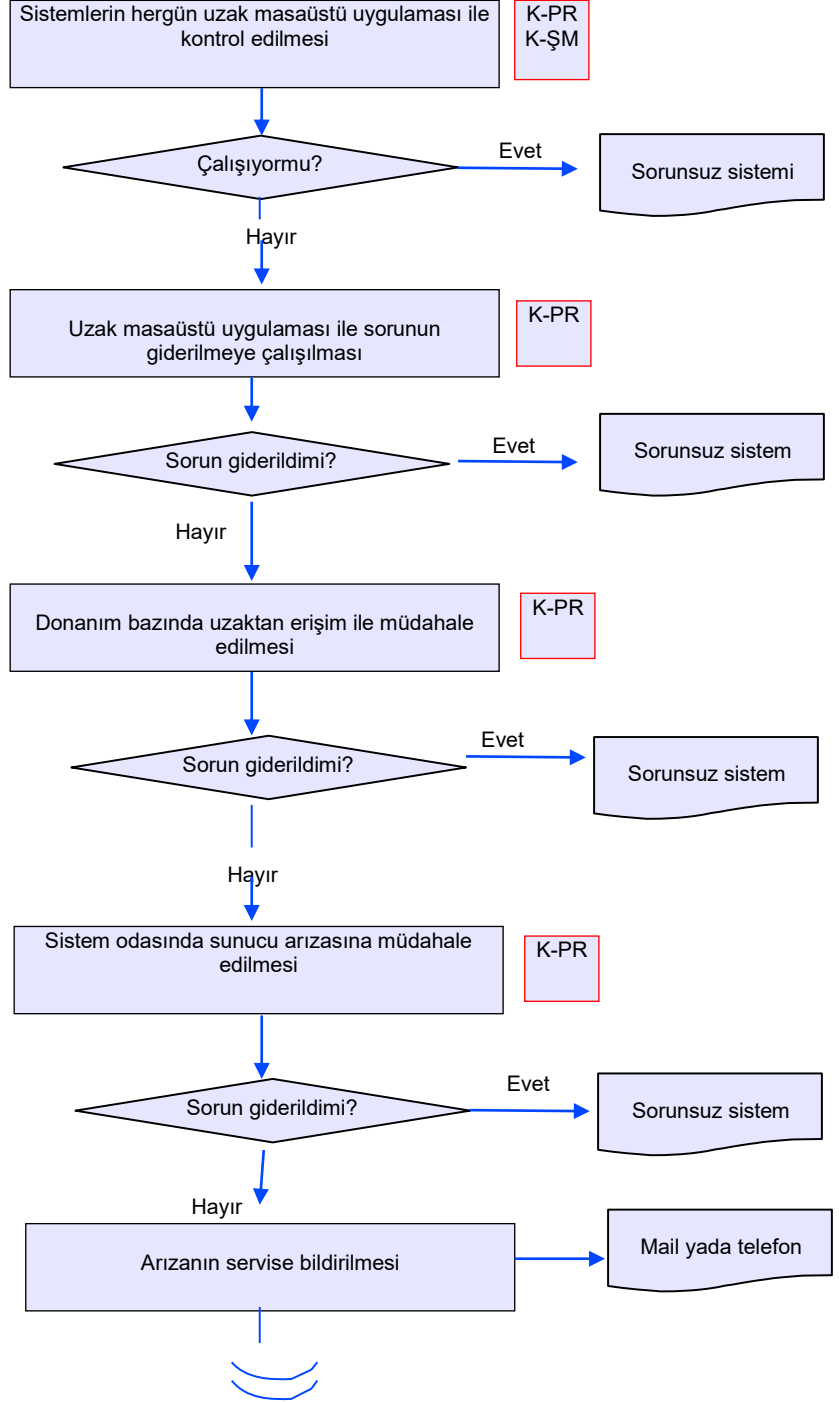 Sistemlerin hergün uzak masaüstü uygulaması ile
kontrol edilmesi
K-PR
K-ŞM
Çalışıyormu?
Evet
Sorunsuz sistemi
Hayır
Uzak masaüstü uygulaması ile sorunun
giderilmeye çalışılması
K-PR
Sorun giderildimi?
Evet
Sorunsuz sistem
Hayır
Donanım bazında uzaktan erişim ile müdahale
edilmesi
K-PR
Sorun giderildimi?
Evet
Sorunsuz sistem
Hayır
Sistem odasında sunucu arızasına müdahale
edilmesi
K-PR
Sorun giderildimi?
Evet
Sorunsuz sistem
Hayır
Arızanın servise bildirilmesi
Mail yada telefon